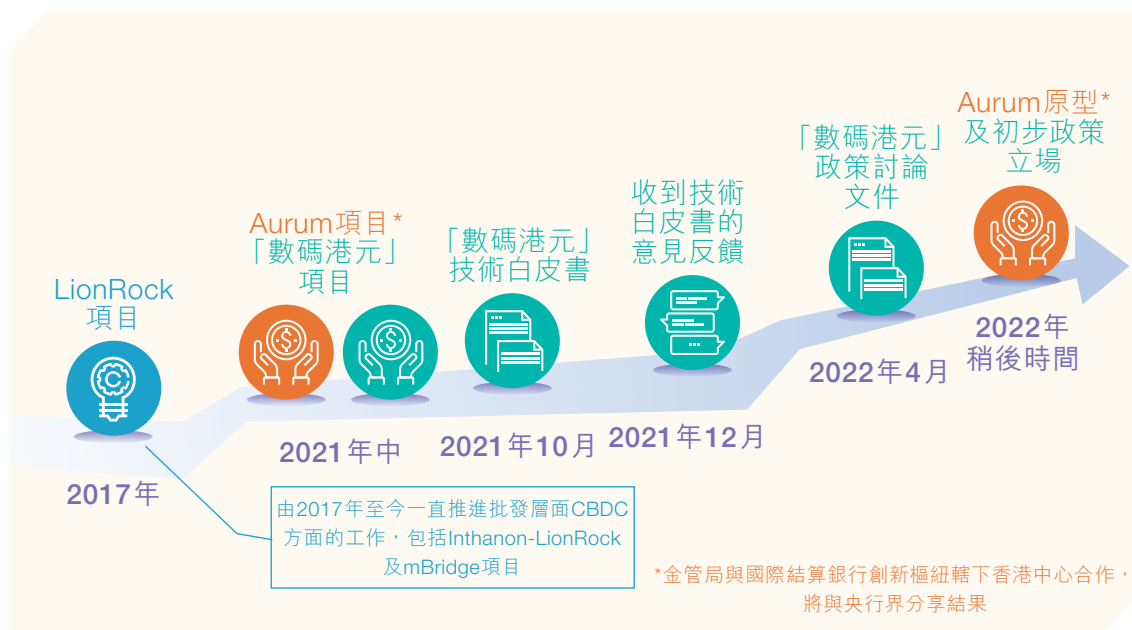 LionRock
項目
2017年
Aurum項目*
「數碼港元」
項目
2021年中
「數碼港元」
技術白皮書
2021年10月
收到技術
白皮書的
意見反饋
2021年12月
「數碼港元」
政策討論
文件
2022年4月
Aurum原型*
及初步政策
立場
2022年
稍後時間
由2017年至今一直推進批發層面CBDC
方面的工作，包括Inthanon-LionRock
及mBridge項目
*金管局與國際結算銀行創新樞紐轄下香港中心合作，
將與央行界分享結果